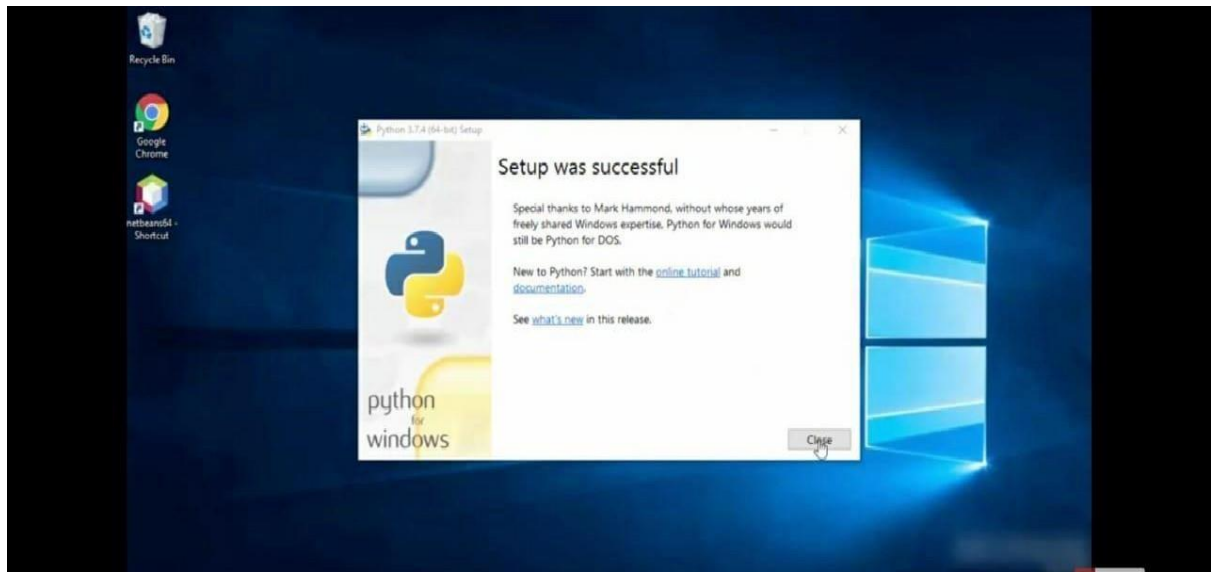 Recycle Bin
Google
Chrome
netbeans64 -
Shortcut
Python 3.7.4 (64-bit) Setup
Setup was successful
Special thanks to Mark Hammond, without whose years of
freely shared Windows expertise, Python for Windows would
still be Python for DOS.
New to Python? Start with the online tutorial and
documentation.
See what's new in this release.
python
for
windows
Close